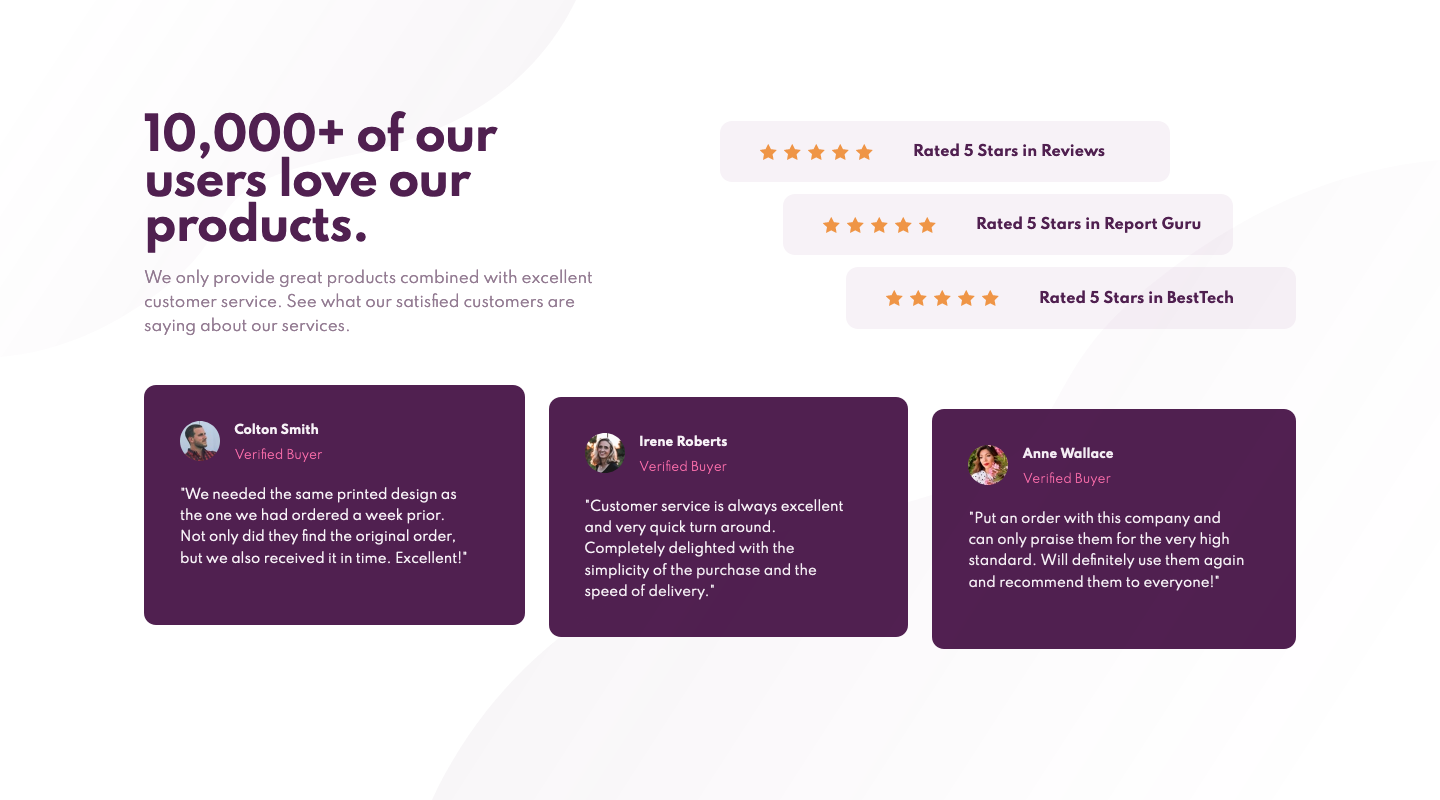 10,000+ of our
users love our
products.
We only provide great products combined with excellent
customer service. See what our satisfied customers are
saying about our services.
Rated 5 Stars in Reviews
Rated 5 Stars in Report Guru
Rated 5 Stars in BestTech
Colton Smith
Verified Buyer
"We needed the same printed design as
the one we had ordered a week prior.
Not only did they find the original order,
but we also received it in time. Excellent!"
Irene Roberts
Verified Buyer
"Customer service is always excellent
and very quick turn around.
Completely delighted with the
simplicity of the purchase and the
speed of delivery."
Anne Wallace
Verified Buyer
"Put an order with this company and
can only praise them for the very high
standard. Will definitely use them again
and recommend them to everyone!"